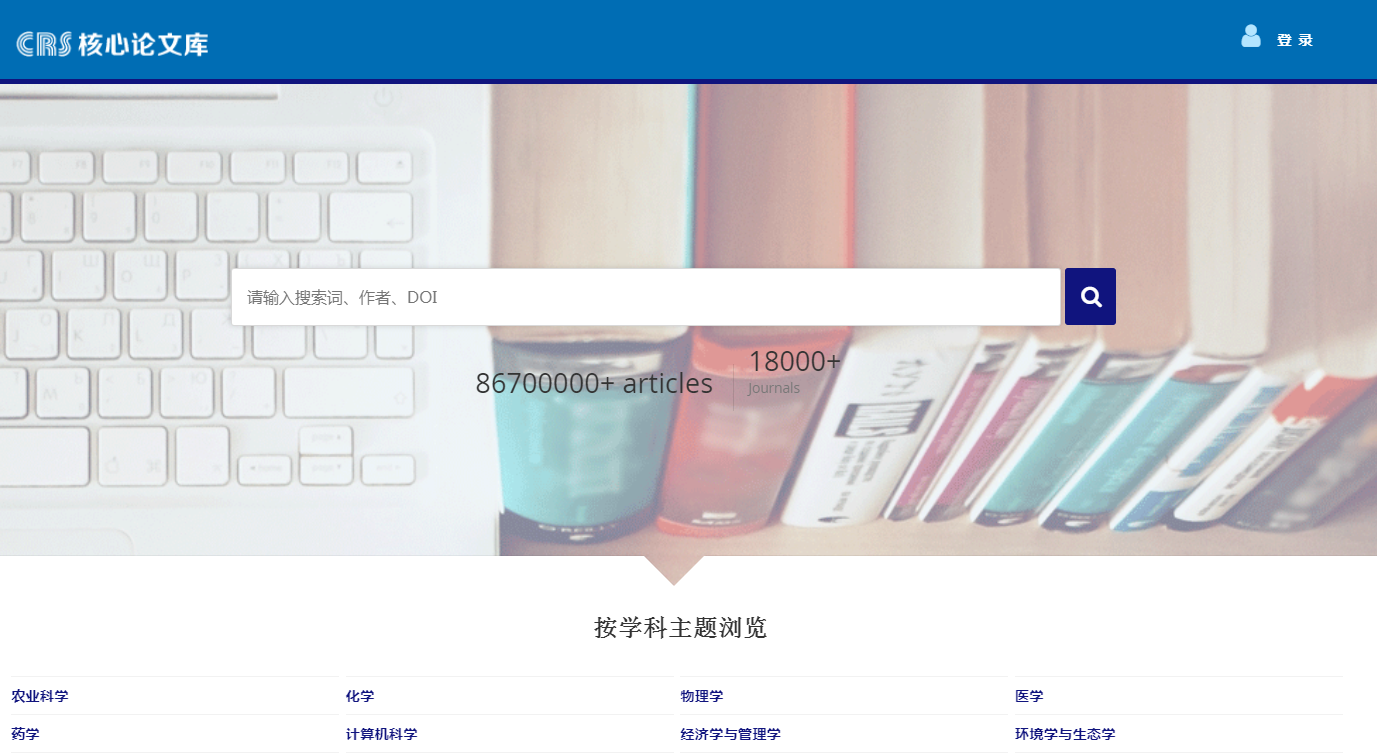 CRS 核心论文库
登 录
请输入搜索词、作者、DOI
86700000+ articles
18000+
Journals
按学科主题浏览
农业科学
化学
物理学
医学
药学
计算机科学
经济学与管理学
环境学与生态学